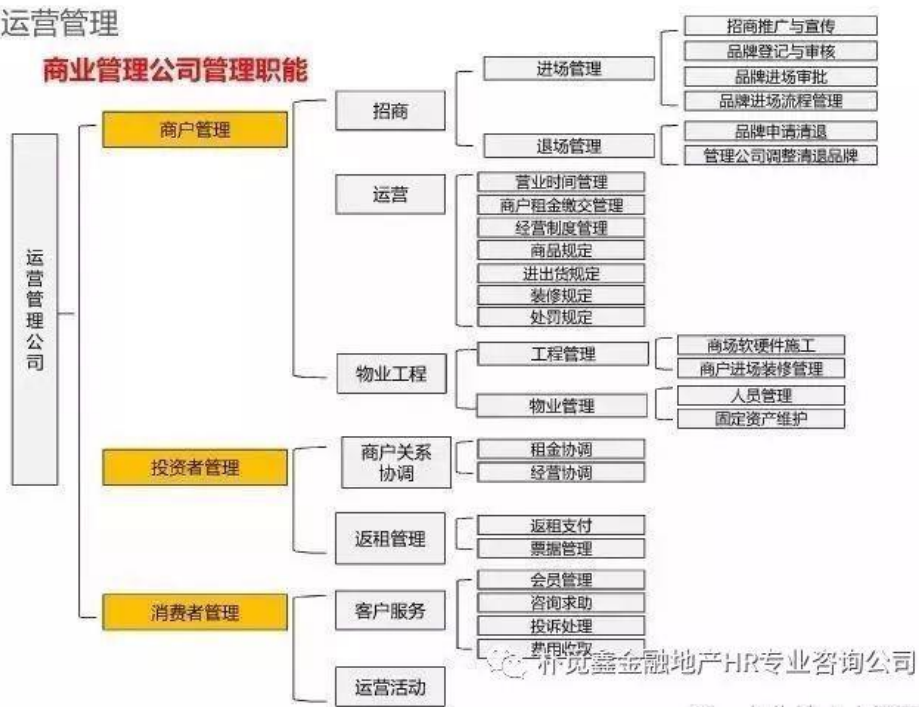 运营管理
商业管理公司管理职能
运营管理公司
商户管理
招商
进场管理
招商推广与宣传
品牌登记与审核
品牌进场审批
品牌进场流程管理
退场管理
品牌申请清退
管理公司调整清退品牌
运营
营业时间管理
商户租金缴交管理
经营制度管理
商品规定
进出货规定
装修规定
处罚规定
物业工程
工程管理
商场软硬件施工
商户进场装修管理
物业管理
人员管理
固定资产维护
投资者管理
商户关系
协调
租金协调
经营协调
返租管理
返租支付
票据管理
消费者管理
客户服务
会员管理
咨询求助
投诉处理
费用收取
运营活动
朴觉鑫金融地产HR专业咨询公司